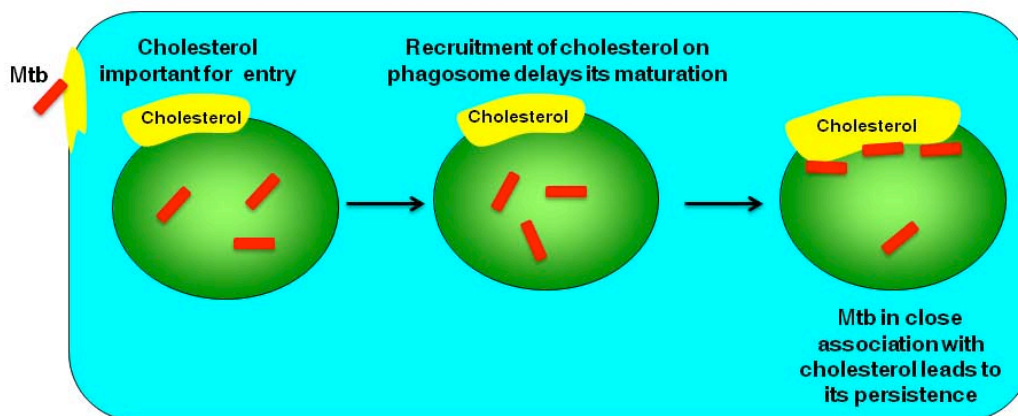 Mtb
Cholesterol
important for entry
Cholesterol
Recruitment of cholesterol on
phagosome delays its maturation
Cholesterol
Cholesterol
Mtb in close
association with
cholesterol leads to
its persistence